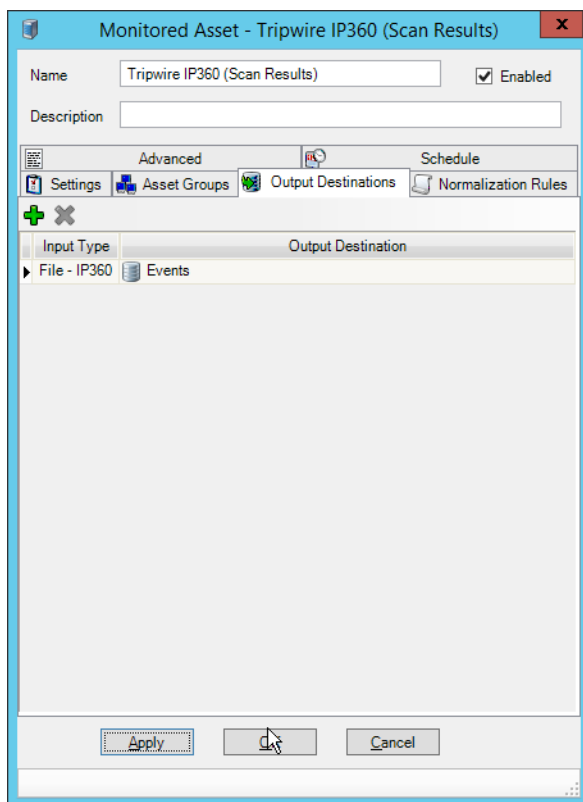 Monitored Asset - Tripwire IP360 (Scan Results)
x
Name Tripwire IP360 (Scan Results) Enabled
Description
Advanced Schedule
Settings Asset Groups Output Destinations Normalization Rules
Input Type Output Destination
File - IP360 Events
Apply Cancel